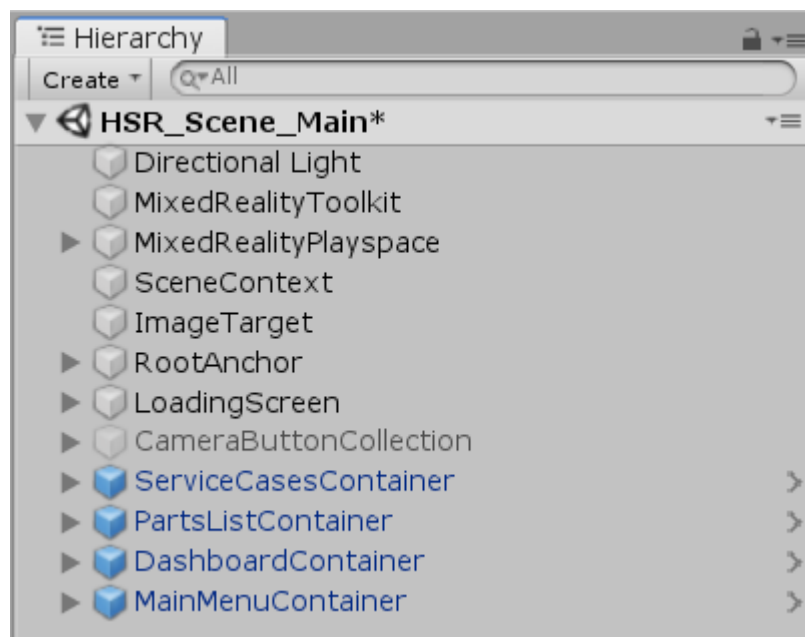 Hierarchy
Create All
HSR_Scene_Main*
Directional Light
MixedRealityToolkit
MixedRealityPlayspace
SceneContext
ImageTarget
RootAnchor
LoadingScreen
CameraButtonCollection
ServiceCasesContainer
PartsListContainer
DashboardContainer
MainMenuContainer